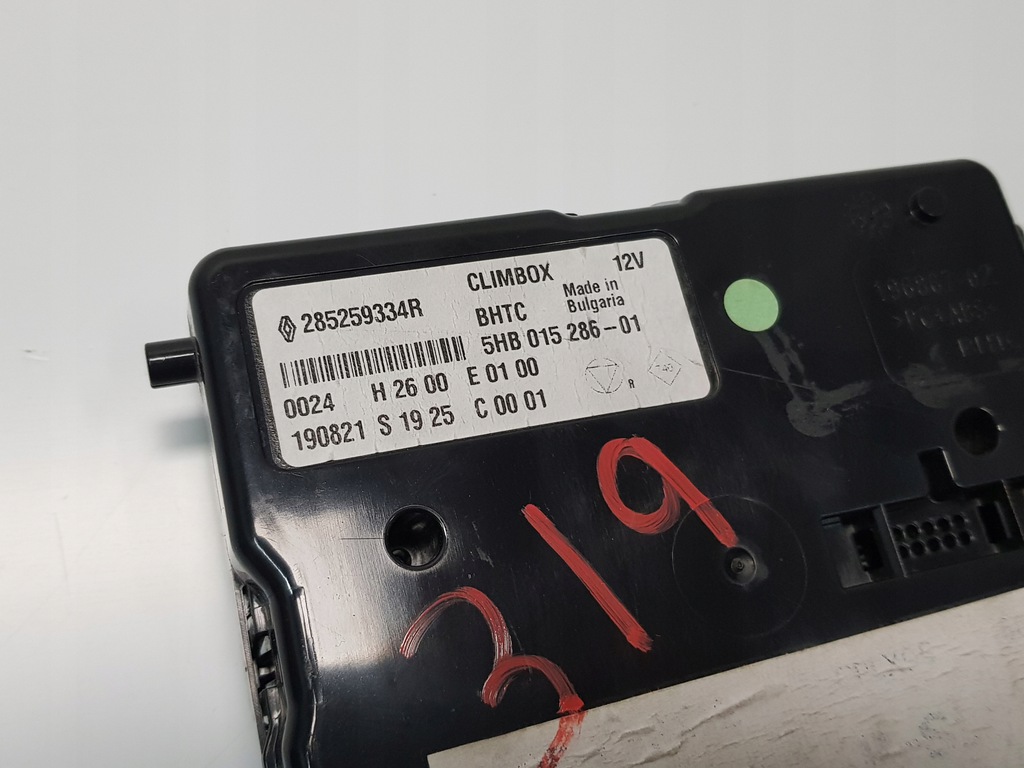 CLIMBOX 12V
285259334R BHTC Made in Bulgaria
5HB 015 286-01
0024 H 26 00 E 01 00
190821 S 19 25 C 00 01
R
319